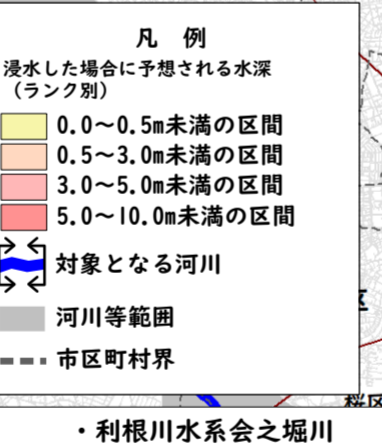 凡 例
浸水した場合に予想される水深
（ランク別）
0.0～0.5m未満の区間
0.5～3.0m未満の区間
3.0～5.0m未満の区間
5.0～10.0m未満の区間
対象となる河川
河川等範囲
市区町村界
区
桜区
・利根川水系会之堀川